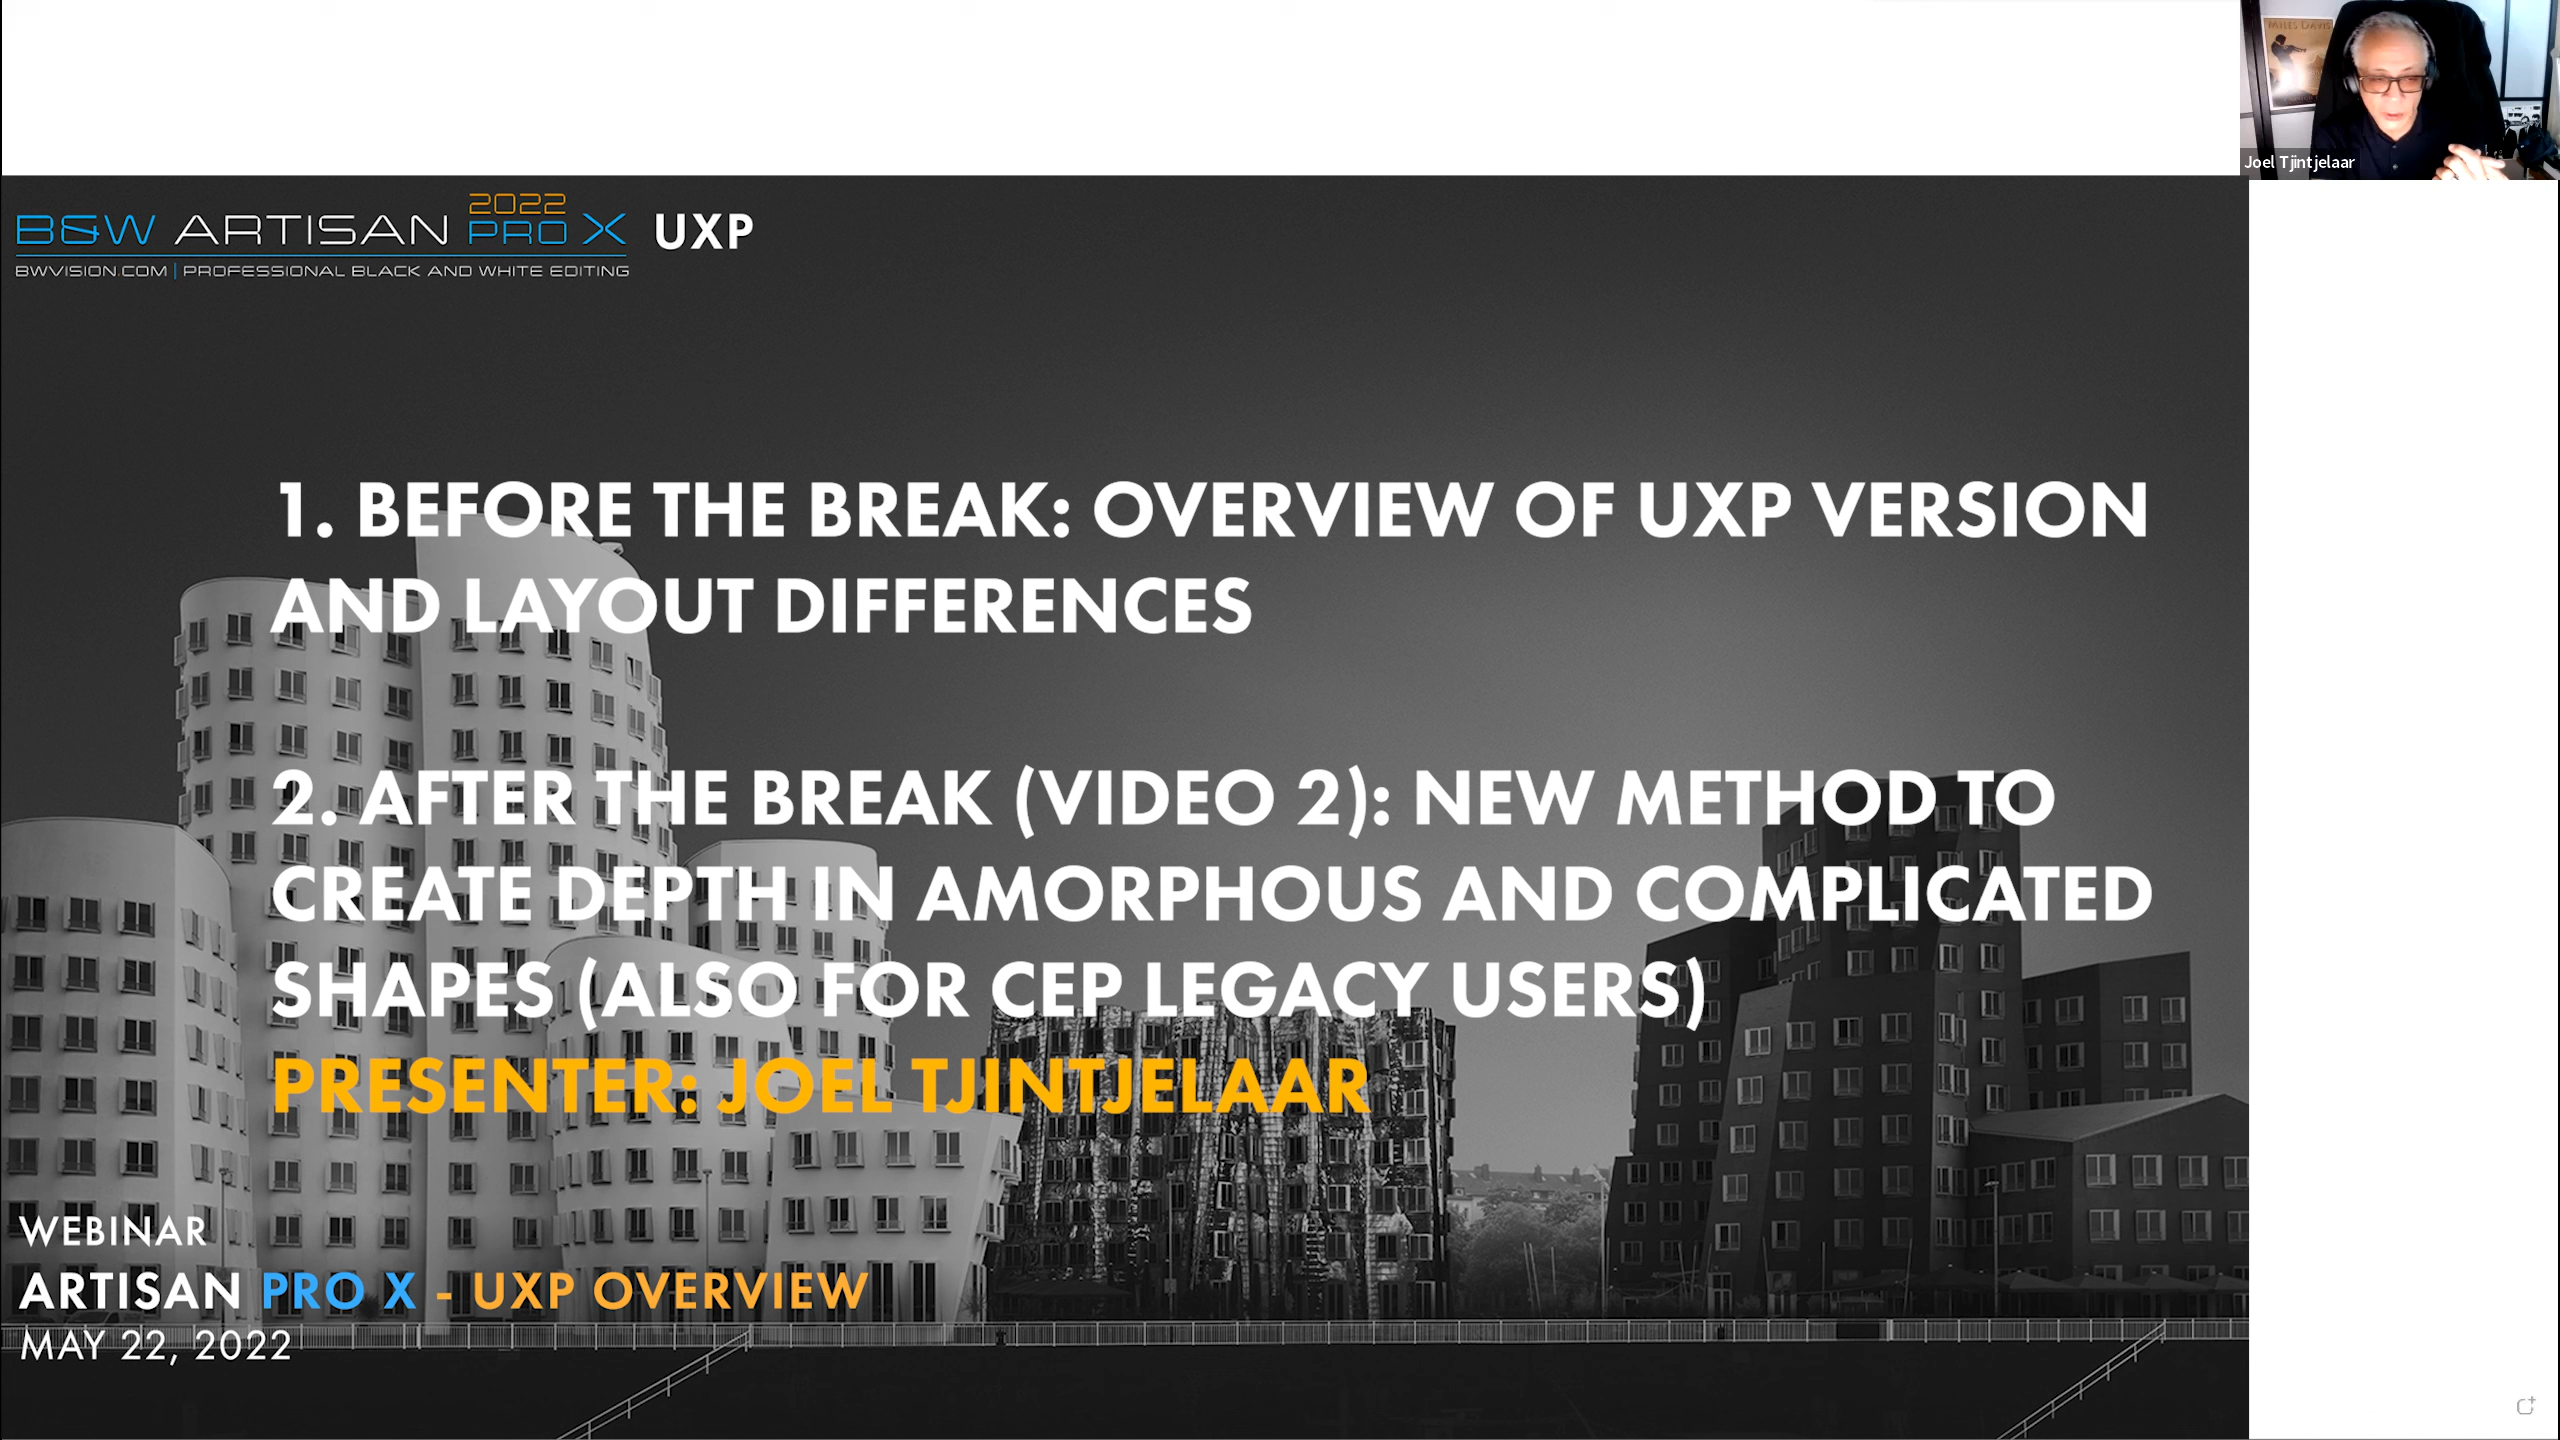 MILES DAVIS
Joel Tjintjelaar
2022
B&W ARTISAN PRO X UXP
BWVISION.COM | PROFESSIONAL BLACK AND WHITE EDITING
1. BEFORE THE BREAK: OVERVIEW OF UXP VERSION
AND LAYOUT DIFFERENCES
2. AFTER THE BREAK (VIDEO 2): NEW METHOD TO
CREATE DEPTH IN AMORPHOUS AND COMPLICATED
SHAPES (ALSO FOR CEP LEGACY USERS)
PRESENTER: JOEL TJINTJELAAR
WEBINAR
ARTISAN PRO X - UXP OVERVIEW
MAY 22, 2022